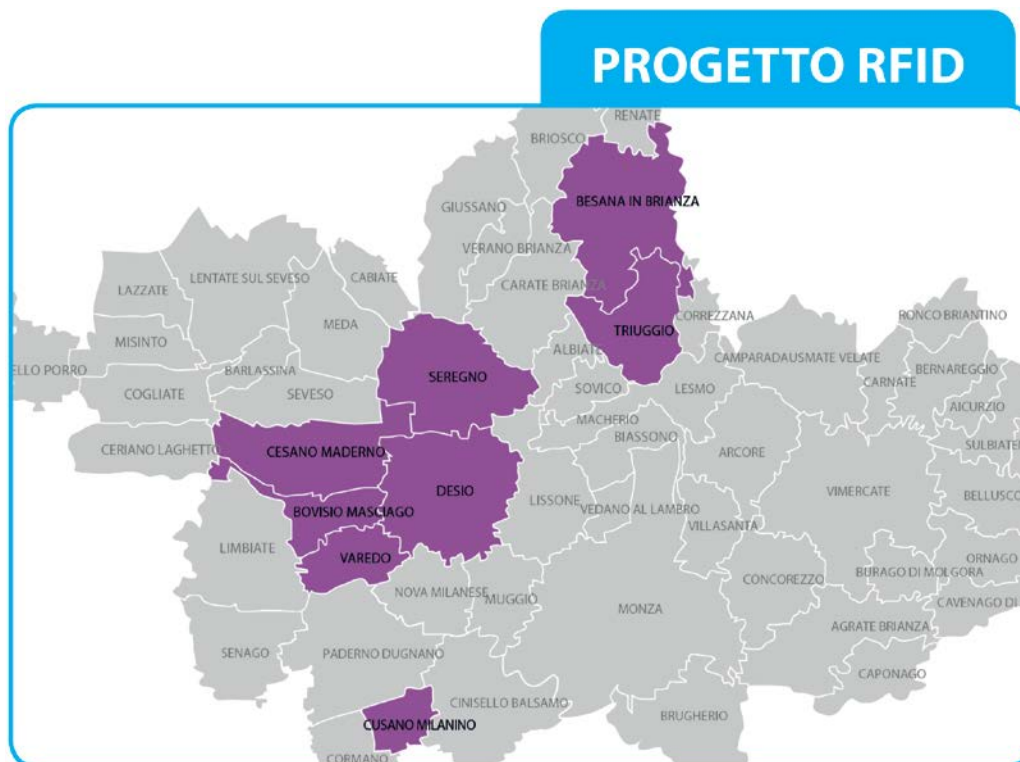 PROGETTO RFID
RENATE
BRIOSCO
BESANA IN BRIANZA
GIUSSANO
VERANO BRIANZA
CABIATE
LENTATE SUL SEVESO
CARATE BRIANZA
LAZZATE
CORREZZANA
RONCO BRIANTINO
MEDA
TRIUGGIO
MISINTO
ALBIATE
CAMPARADAUSMATE VELATE
ELLO PORRO
BARLASSINA
SEREGNO
BERNAREGGIO
CARNATE
COGLIATE
SEVESO
SOVICO
LESMO
AICURZIO
MACHERIO
BIASSONO
CERIANO LAGHETTO
CESANO MADERNO
ARCORE
SULBIATE
DESIO
VIMERCATE
BELLUSCO
LISSONE
VEDANO AL LAMBRO
BOVISIO MASCIAGO
VILLASANTA
LIMBIATE
VAREDO
ORNAGO
BURAGO DI MOLGORA
CONCOREZZO
NOVA MILANESE
MUGGIO
MONZA
CAVENAGO DI
AGRATE BRIANZA
SENAGO
PADERNO DUGNANO
CAPONAGO
CINISELLO BALSAMO
BRUGHERIO
CUSANO MILANINO
CORMANO